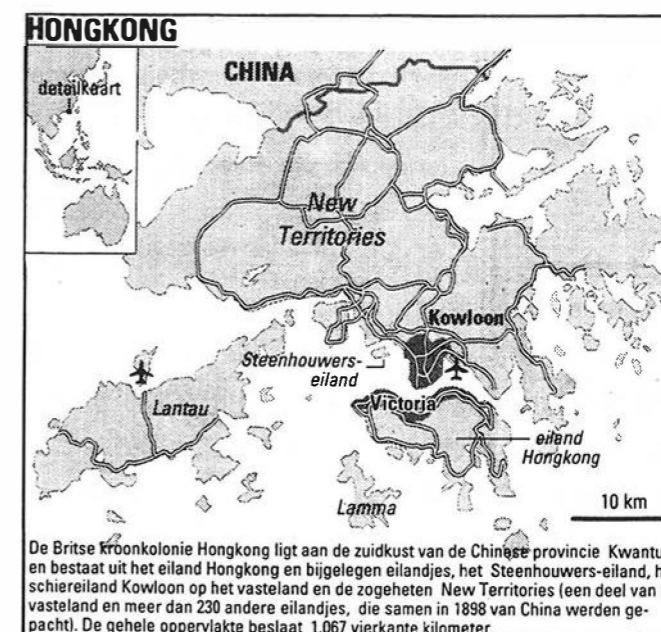 HONGKONG
detailkaart
CHINA
New
Territories
Kowloon
Steenhouwers-
eiland
Victoria
Lantau
eiland
Hongkong
Lamma
10 km
De Britse kroonkolonie Hongkong ligt aan de zuidkust van de Chinese provincie Kwantu
en bestaat uit het eiland Hongkong en bijgelegen eilandjes, het Steenhouwers-eiland, h
schiereiland Kowloon op het vasteland en de zogeheten New Territories (een deel van
vasteland en meer dan 230 andere eilandjes, die samen in 1898 van China werden ge-
pacht). De gehele oppervlakte beslaat 1.067 vierkante kilometer.